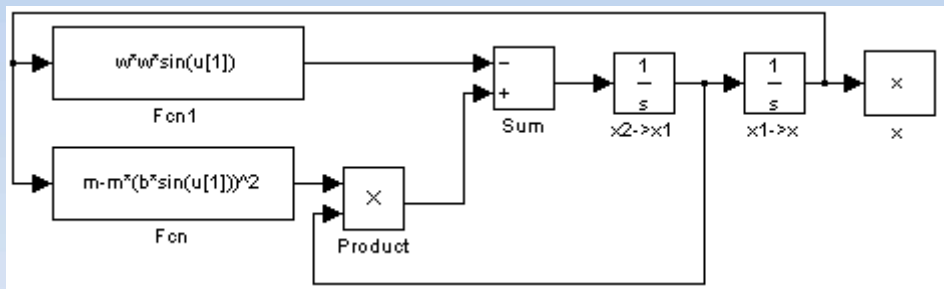 w*w*sin(u[1])
Fcn1
m-m*(b*sin(u[1]))^2
Fcn
×
Product
−
+
Sum
1
s
x2->x1
1
s
x1->x
x
x